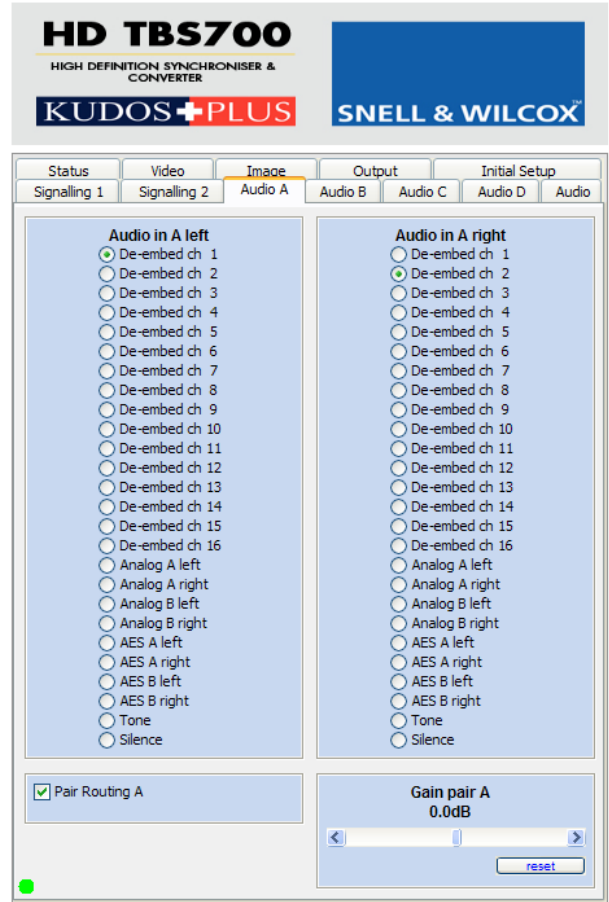 HD TBS700
HIGH DEFINITION SYNCHRONISER &
CONVERTER
KUDOS PLUS
SNELL & WILCOX™
Status Video Image Output Initial Setup
Signalling 1 Signalling 2 Audio A Audio B Audio C Audio D Audio
Audio in A left
De-embed ch 1
De-embed ch 2
De-embed ch 3
De-embed ch 4
De-embed ch 5
De-embed ch 6
De-embed ch 7
De-embed ch 8
De-embed ch 9
De-embed ch 10
De-embed ch 11
De-embed ch 12
De-embed ch 13
De-embed ch 14
De-embed ch 15
De-embed ch 16
Analog A left
Analog A right
Analog B left
Analog B right
AES A left
AES A right
AES B left
AES B right
Tone
Silence
Audio in A right
De-embed ch 1
De-embed ch 2
De-embed ch 3
De-embed ch 4
De-embed ch 5
De-embed ch 6
De-embed ch 7
De-embed ch 8
De-embed ch 9
De-embed ch 10
De-embed ch 11
De-embed ch 12
De-embed ch 13
De-embed ch 14
De-embed ch 15
De-embed ch 16
Analog A left
Analog A right
Analog B left
Analog B right
AES A left
AES A right
AES B left
AES B right
Tone
Silence
Pair Routing A
Gain pair A
0.0dB
reset